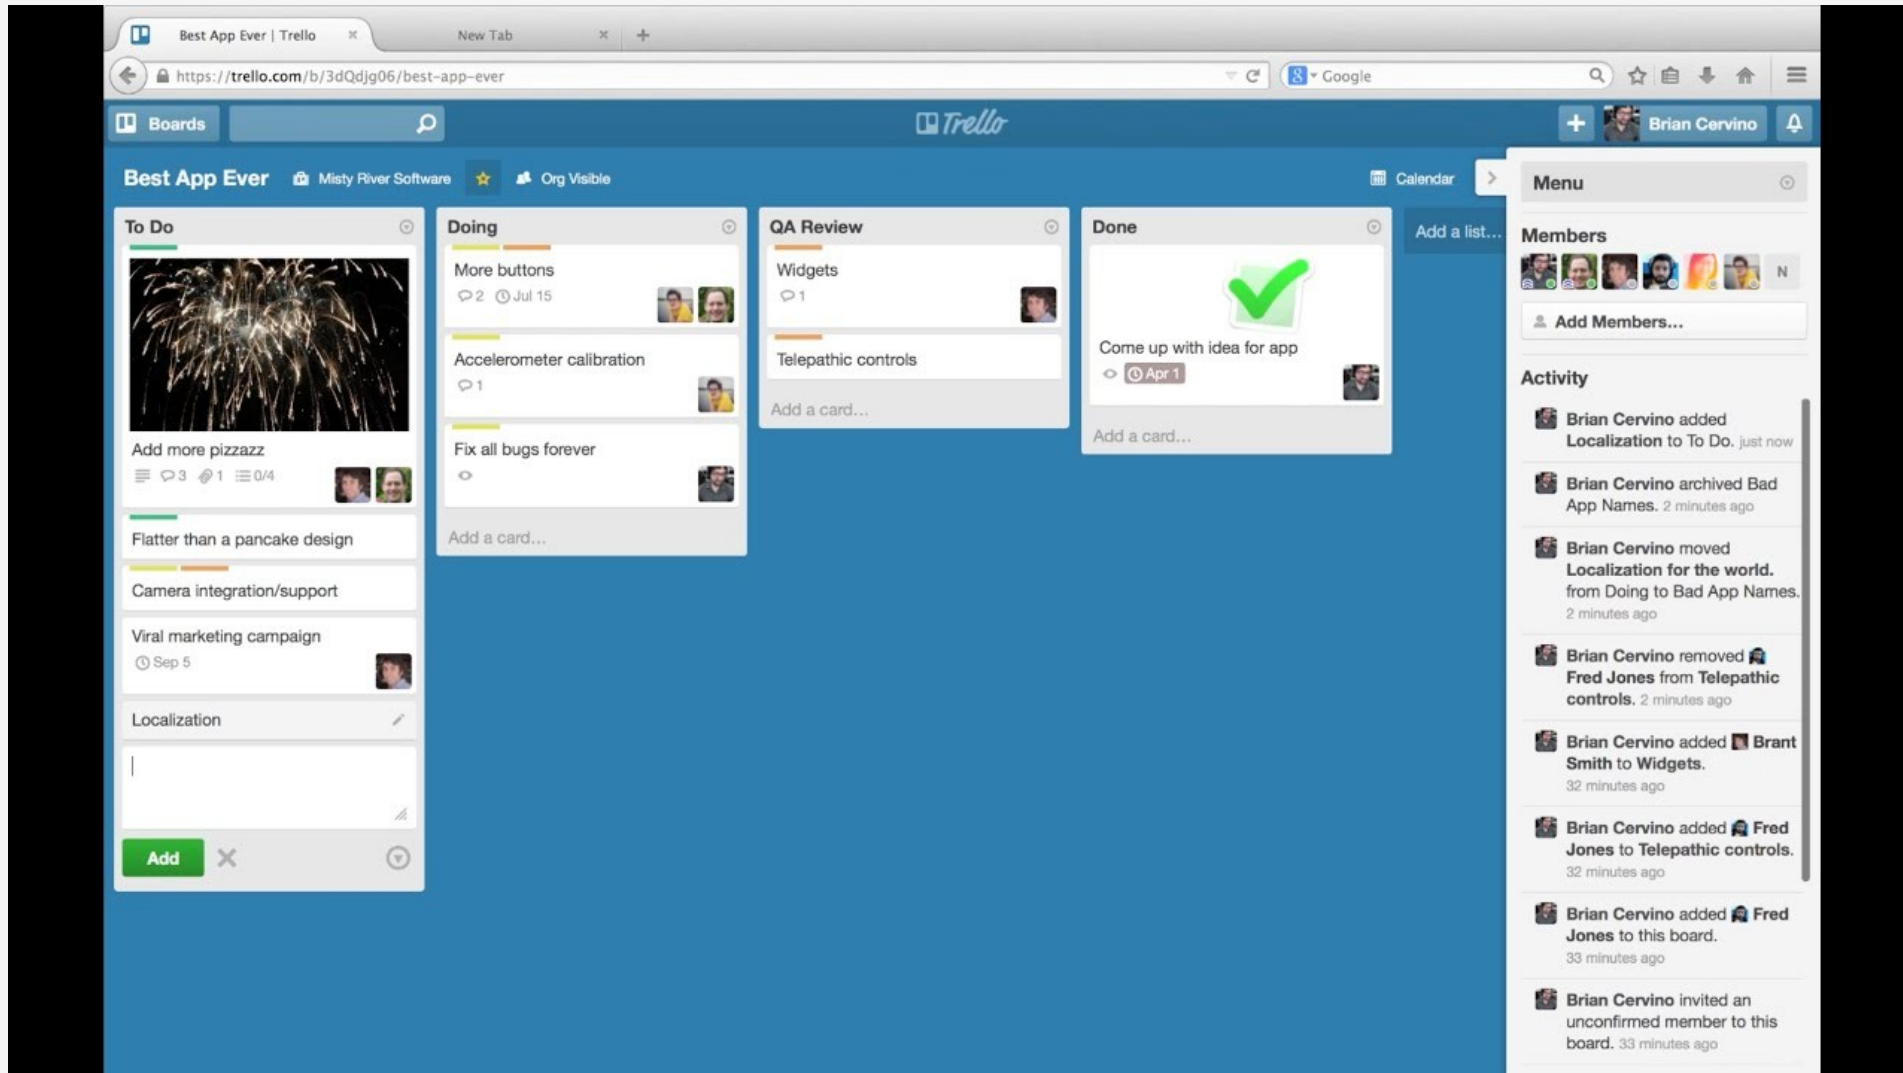 Best App Ever | Trello
New Tab
https://trello.com/b/3dQdjg06/best-app-ever
Google
Boards
Trello
Brian Cervino
Best App Ever
Misty River Software
Org Visible
Calendar
To Do
Add more pizzazz
3 1 0/4
Flatter than a pancake design
Camera integration/support
Viral marketing campaign
Sep 5
Localization
Add
Doing
More buttons
2 Jul 15
Accelerometer calibration
1
Fix all bugs forever
Add a card...
QA Review
Widgets
1
Telepathic controls
Add a card...
Done
Come up with idea for app
Apr 1
Add a card...
Add a list...
Menu
Members
N
Add Members...
Activity
Brian Cervino added
Localization to To Do. just now
Brian Cervino archived Bad
App Names. 2 minutes ago
Brian Cervino moved
Localization for the world.
from Doing to Bad App Names.
2 minutes ago
Brian Cervino removed
Fred Jones from Telepathic
controls. 2 minutes ago
Brian Cervino added Brant
Smith to Widgets.
32 minutes ago
Brian Cervino added Fred
Jones to Telepathic controls.
32 minutes ago
Brian Cervino added Fred
Jones to this board.
33 minutes ago
Brian Cervino invited an
unconfirmed member to this
board. 33 minutes ago